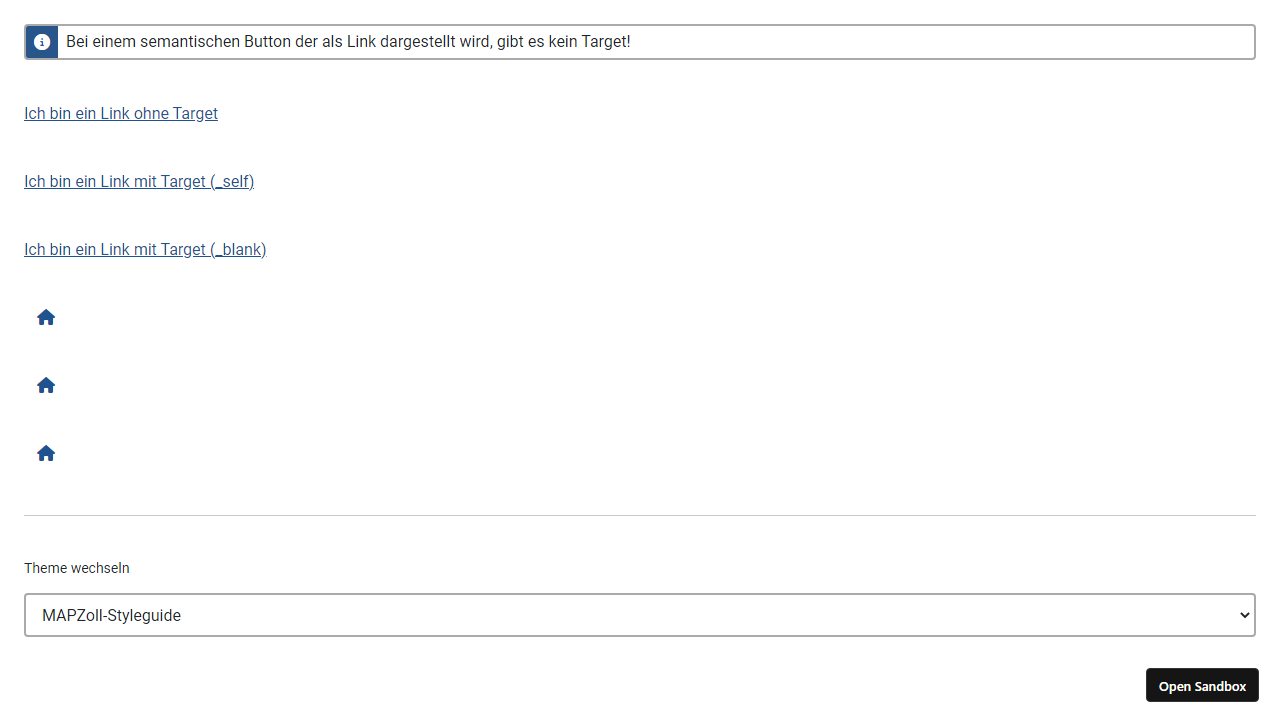 Bei einem semantischen Button der als Link dargestellt wird, gibt es kein Target!
Ich bin ein Link ohne Target
Ich bin ein Link mit Target (_self)
Ich bin ein Link mit Target (_blank)
Theme wechseln
MAPZoll-Styleguide
Open Sandbox